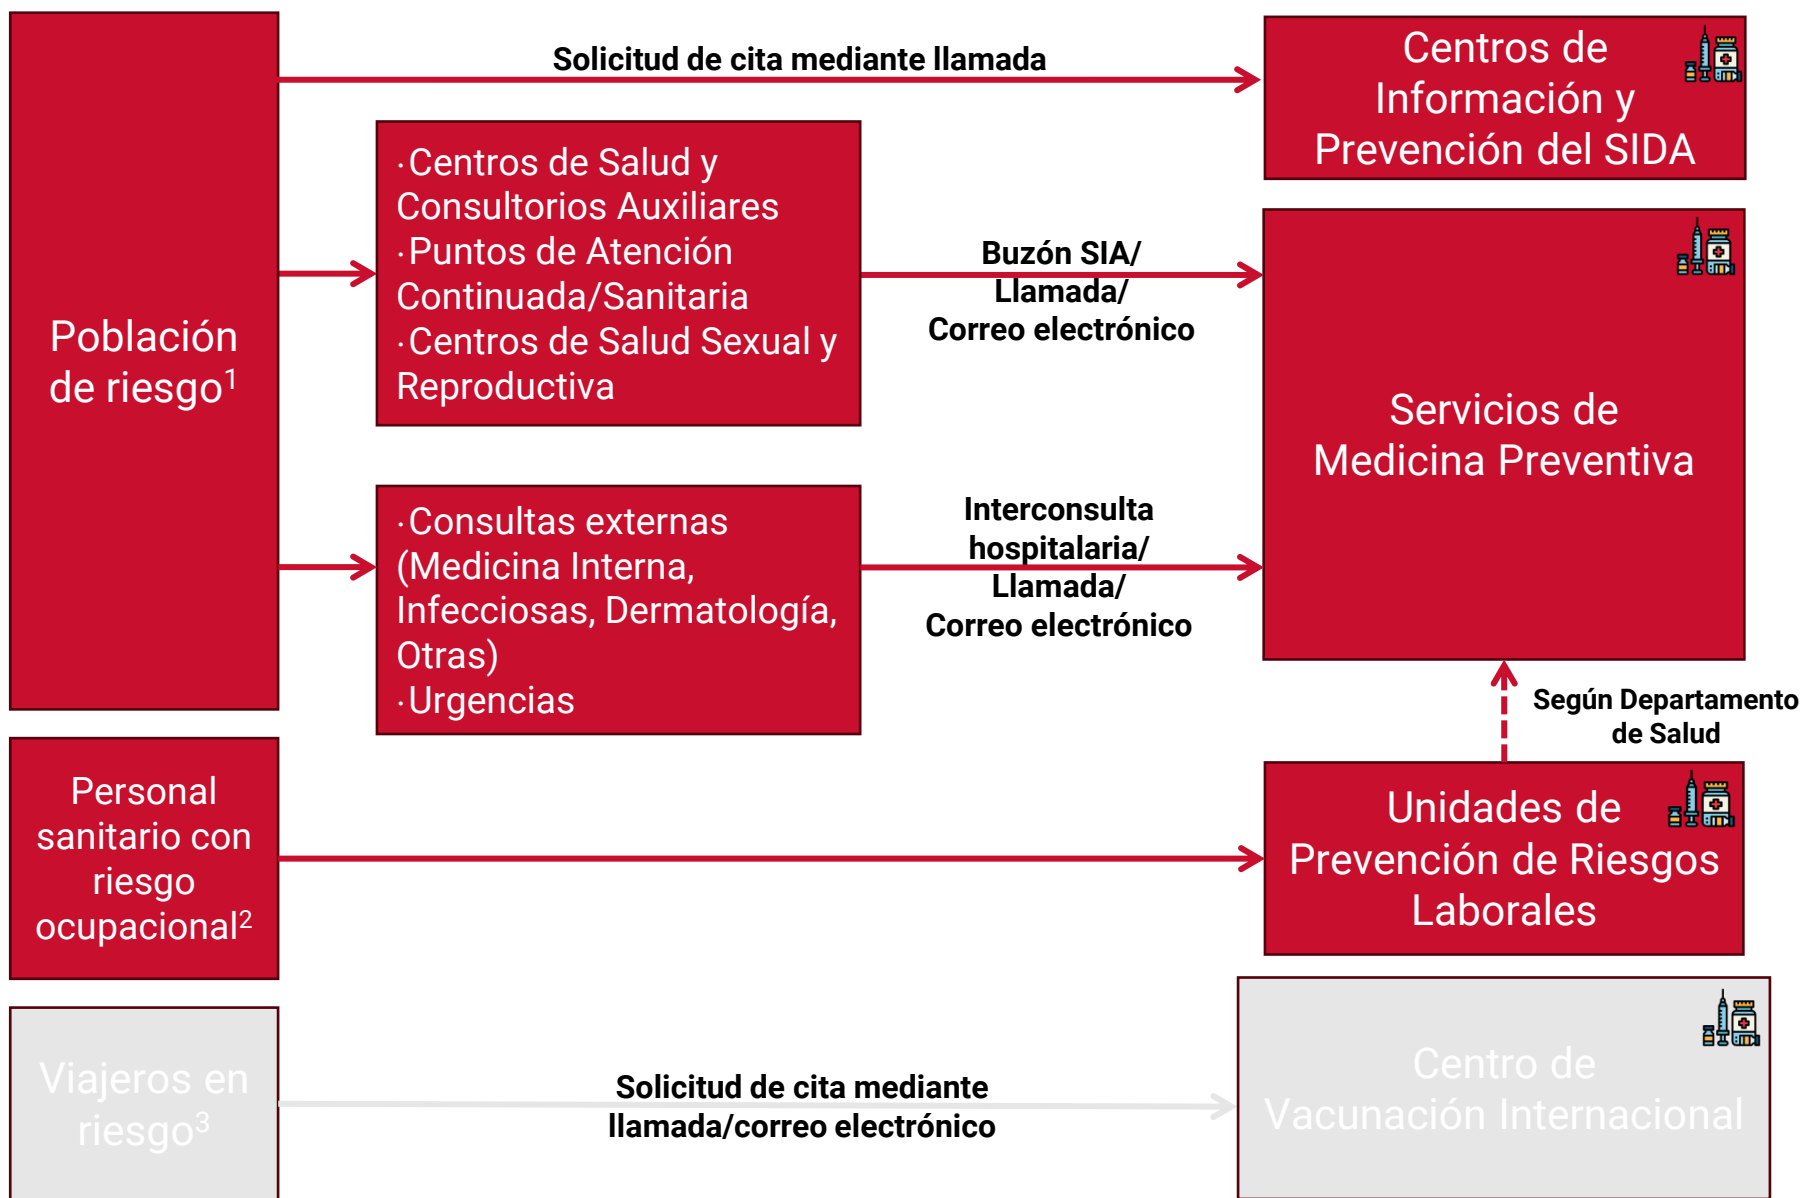 Población
de riesgo1
Solicitud de cita mediante llamada
Centros de
Información y
Prevención del SIDA
·Centros de Salud y
Consultorios Auxiliares
·Puntos de Atención
Continuada/Sanitaria
·Centros de Salud Sexual y
Reproductiva
Buzón SIA/
Llamada/
Correo electrónico
Servicios de
Medicina Preventiva
·Consultas externas
(Medicina Interna,
Infecciosas, Dermatología,
Otras)
·Urgencias
Interconsulta
hospitalaria/
Llamada/
Correo electrónico
Según Departamento
de Salud
Personal
sanitario con
riesgo
ocupacional2
Unidades de
Prevención de Riesgos
Laborales
Viajeros en
riesgo3
Solicitud de cita mediante
llamada/correo electrónico
Centro de
Vacunación Internacional